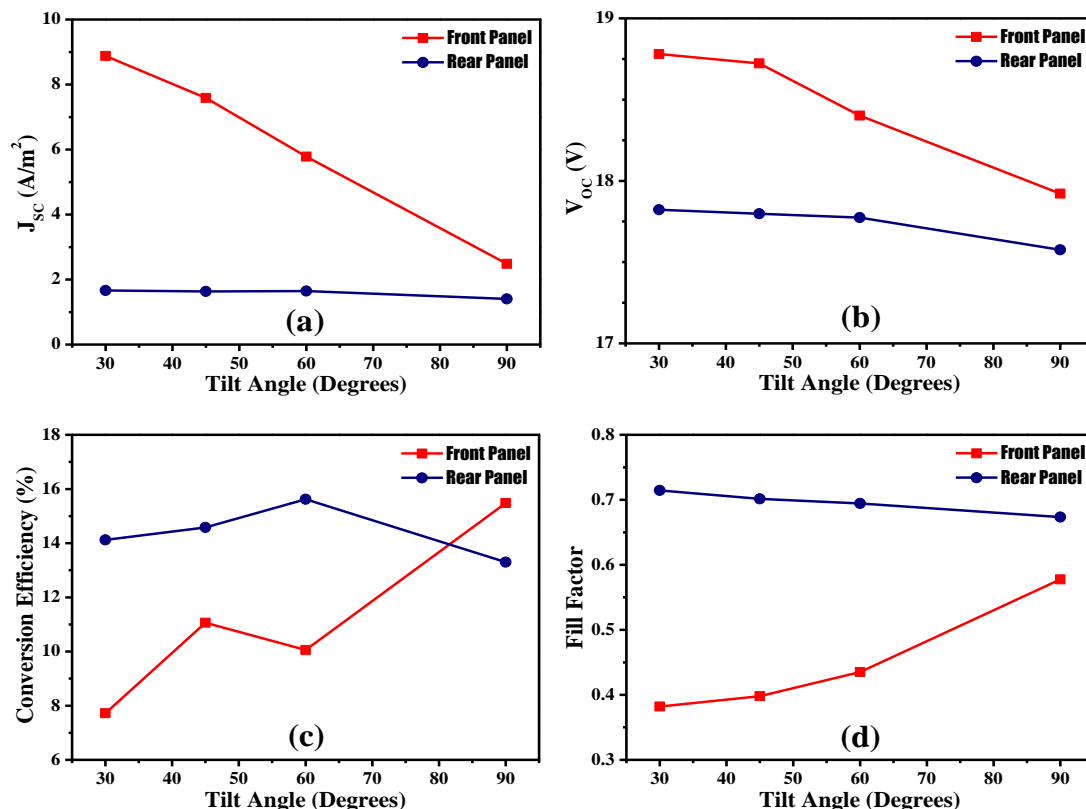 10
8
6
4
2
0
J_SC (A/m²)
Front Panel
Rear Panel
(a)
30 40 50 60 70 80 90
Tilt Angle (Degrees)
19
18
17
V_OC (V)
Front Panel
Rear Panel
(b)
30 40 50 60 70 80 90
Tilt Angle (Degrees)
18
16
14
12
10
8
6
Conversion Efficiency (%)
Front Panel
Rear Panel
(c)
30 40 50 60 70 80 90
Tilt Angle (Degrees)
0.8
0.7
0.6
0.5
0.4
0.3
Fill Factor
Front Panel
Rear Panel
(d)
30 40 50 60 70 80 90
Tilt Angle (Degrees)